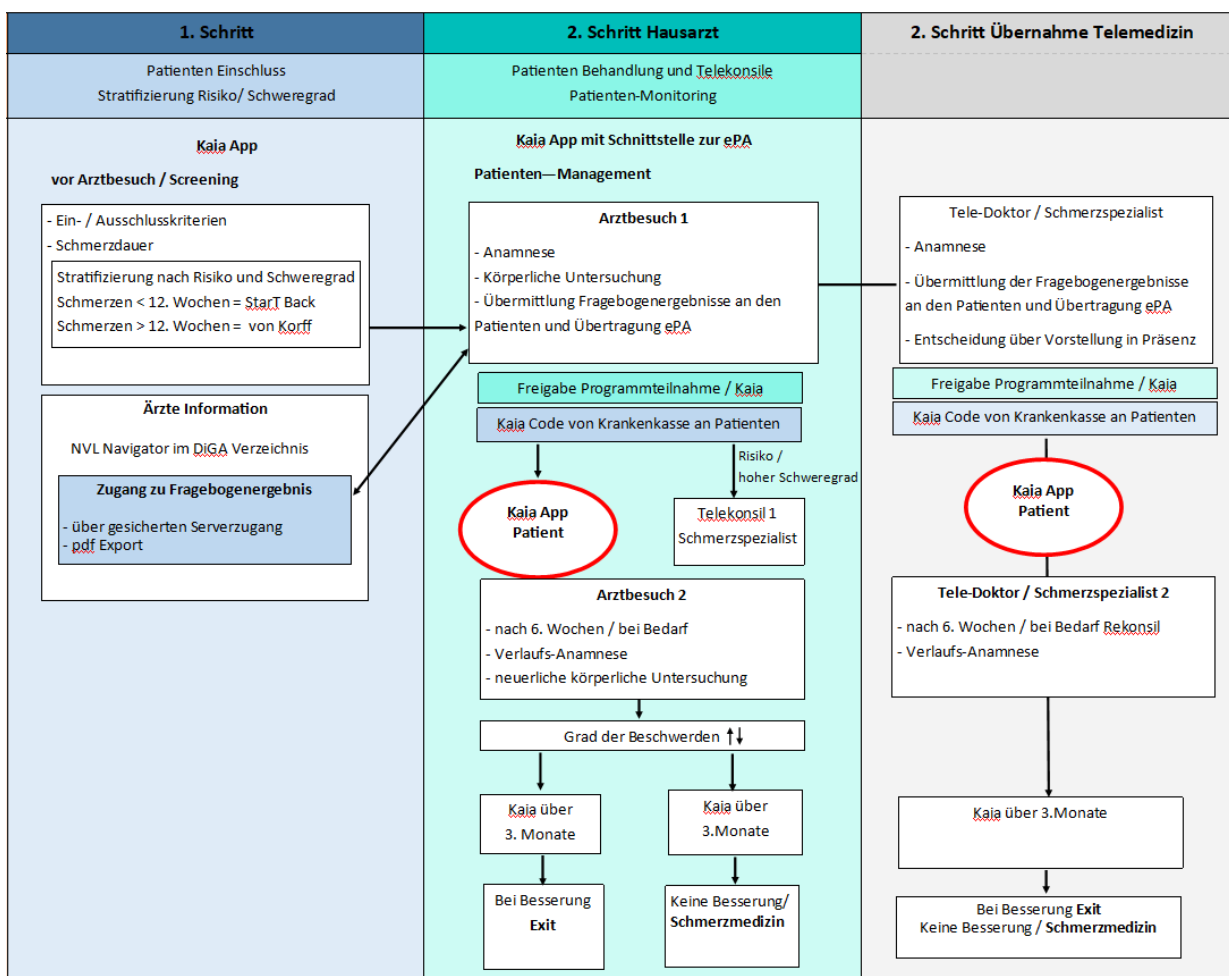 1. Schritt
Patienten Einschluss
Stratifizierung Risiko/ Schweregrad
Kaia App
vor Arztbesuch / Screening
- Ein- / Ausschlusskriterien
- Schmerzdauer
Stratifizierung nach Risiko und Schweregrad
Schmerzen < 12. Wochen = StarT Back
Schmerzen > 12. Wochen = von Korff
Ärzte Information
NVL Navigator im DiGA Verzeichnis
Zugang zu Fragebogenergebnis
- über gesicherten Serverzugang
- pdf Export
2. Schritt Hausarzt
Patienten Behandlung und Telekonsile
Patienten-Monitoring
Kaia App mit Schnittstelle zur ePA
Patienten—Management
Arztbesuch 1
- Anamnese
- Körperliche Untersuchung
- Übermittlung Fragebogenergebnisse an den
Patienten und Übertragung ePA
Freigabe Programmteilnahme / Kaia
Kaia Code von Krankenkasse an Patienten
Risiko /
hoher Schweregrad
Kaia App
Patient
Telekonsil 1
Schmerzspezialist
Arztbesuch 2
- nach 6. Wochen / bei Bedarf
- Verlaufs-Anamnese
- neuerliche körperliche Untersuchung
Grad der Beschwerden ↑↓
Kaia über
3. Monate
Kaia über
3.Monate
Bei Besserung
Exit
Keine Besserung/
Schmerzmedizin
2. Schritt Übernahme Telemedizin
Tele-Doktor / Schmerzspezialist
- Anamnese
- Übermittlung der Fragebogenergebnisse
an den Patienten und Übertragung ePA
- Entscheidung über Vorstellung in Präsenz
Freigabe Programmteilnahme / Kaia
Kaia Code von Krankenkasse an Patienten
Kaia App
Patient
Tele-Doktor / Schmerzspezialist 2
- nach 6. Wochen / bei Bedarf Rekonsil
- Verlaufs-Anamnese
Kaia über 3.Monate
Bei Besserung Exit
Keine Besserung / Schmerzmedizin